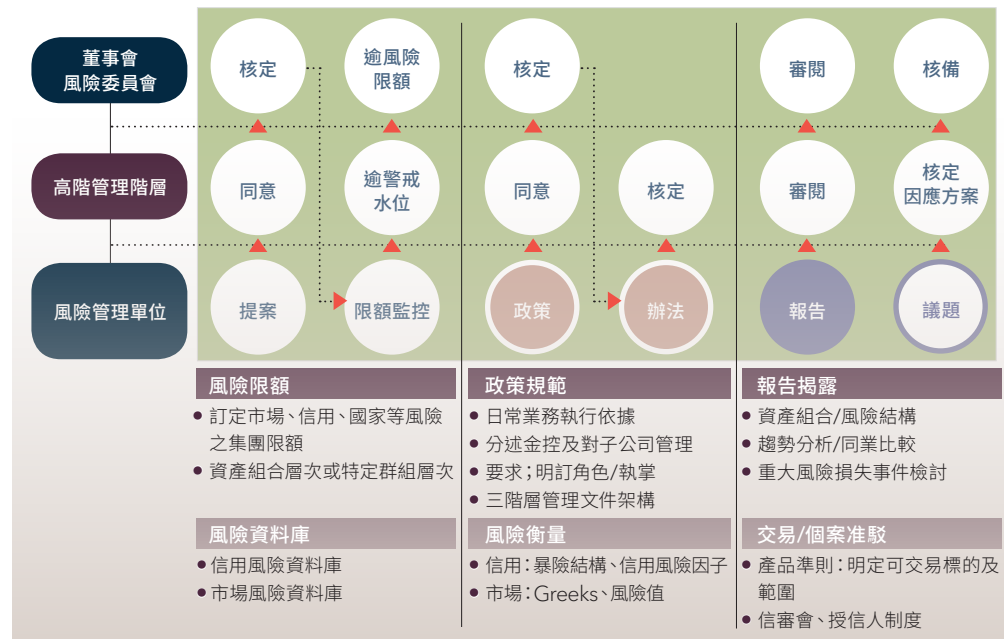 董事會
風險委員會
核定
逾風險
限額
核定
審閱
核備
高階管理階層
同意
逾警戒
水位
同意
核定
審閱
核定
因應方案
風險管理單位
提案
限額監控
政策
辦法
報告
議題
風險限額
• 訂定市場、信用、國家等風險
之集團限額
• 資產組合層次或特定群組層次
政策規範
• 日常業務執行依據
• 分述金控及對子公司管理
• 要求;明訂角色/執掌
• 三階層管理文件架構
報告揭露
• 資產組合/風險結構
• 趨勢分析/同業比較
• 重大風險損失事件檢討
風險資料庫
• 信用風險資料庫
• 市場風險資料庫
風險衡量
• 信用:暴險結構、信用風險因子
• 市場:Greeks、風險值
交易/個案准駁
• 產品準則:明定可交易標的及
範圍
• 信審會、授信人制度